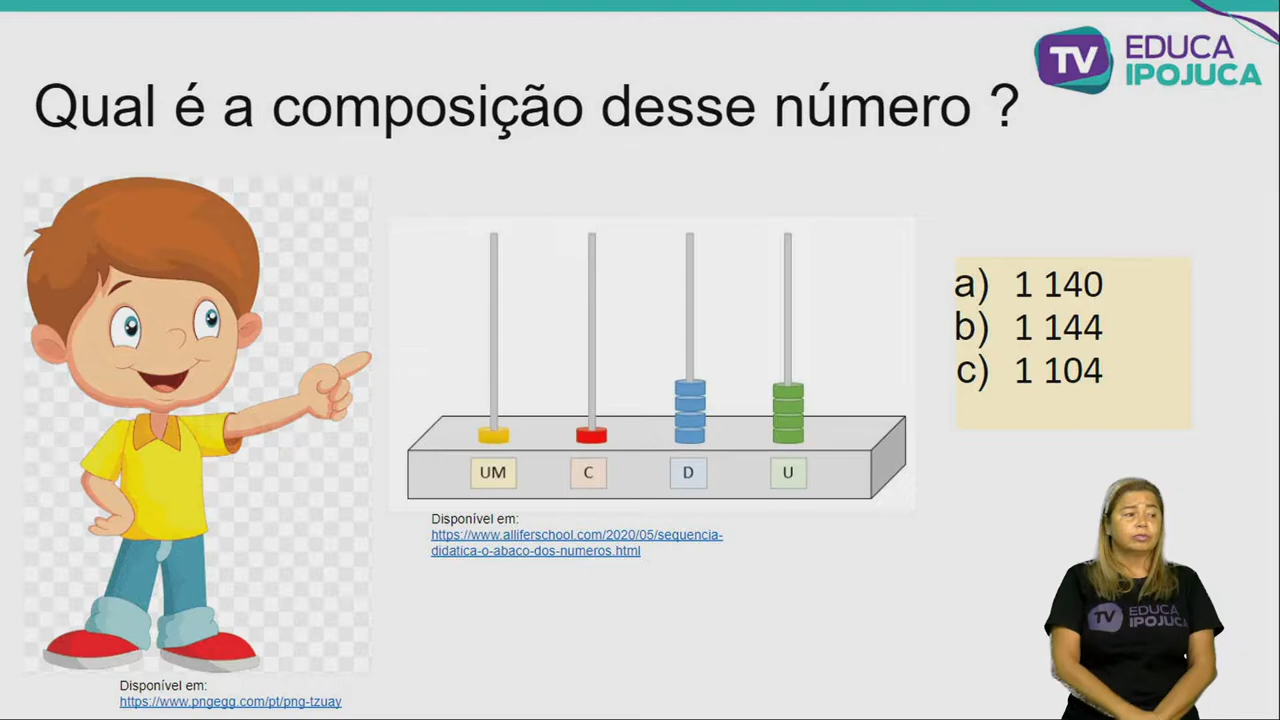 TV EDUCA
IPOJUCA
Qual é a composição desse número ?
a) 1 140
b) 1 144
c) 1 104
UM C D U
Disponível em:
https://www.alliferschool.com/2020/05/sequencia-
didatica-o-abaco-dos-numeros.html
TV EDUCA
IPOJUCA
Disponível em:
https://www.pngegg.com/pt/png-tzuay